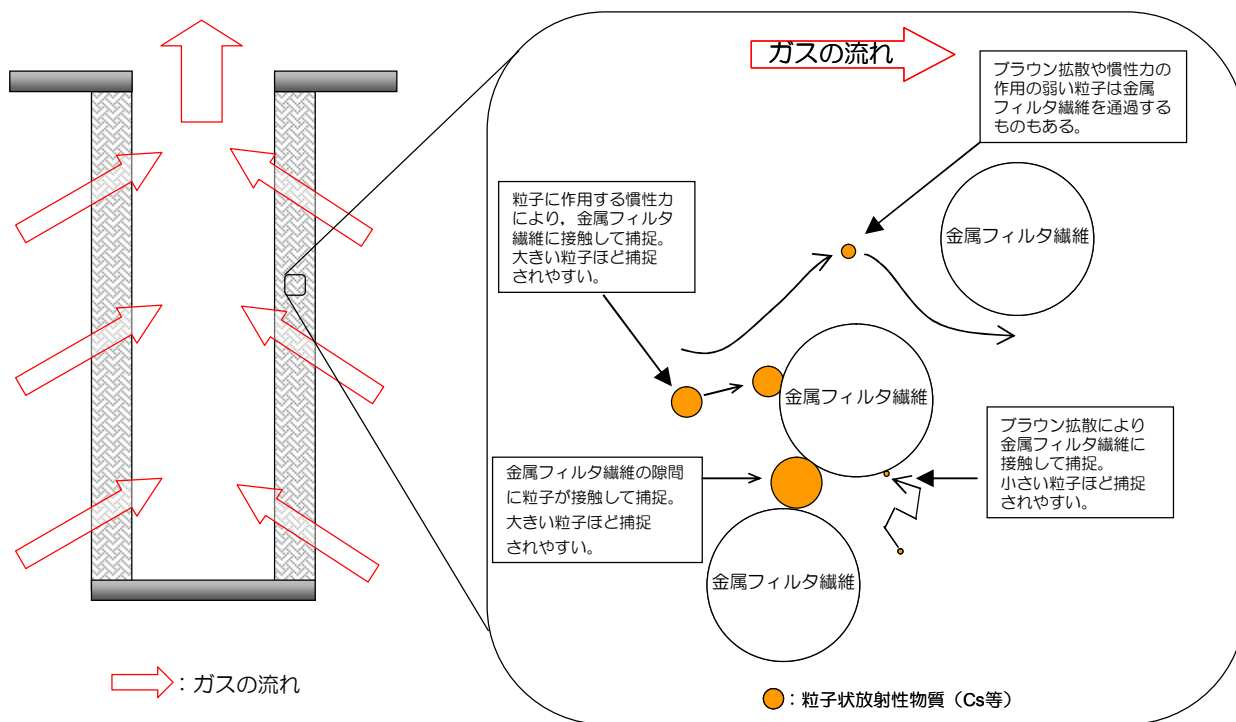 ガスの流れ
ブラウン拡散や慣性力の
作用の弱い粒子は金属
フィルタ繊維を通過する
ものもある。
粒子に作用する慣性力
により，金属フィルタ
繊維に接触して捕捉。
大きい粒子ほど捕捉
されやすい。
金属フィルタ繊維
金属フィルタ繊維
ブラウン拡散により
金属フィルタ繊維に
接触して捕捉。
小さい粒子ほど捕捉
されやすい。
金属フィルタ繊維の隙間
に粒子が接触して捕捉。
大きい粒子ほど捕捉
されやすい。
金属フィルタ繊維
：ガスの流れ
：粒子状放射性物質（Cs等）